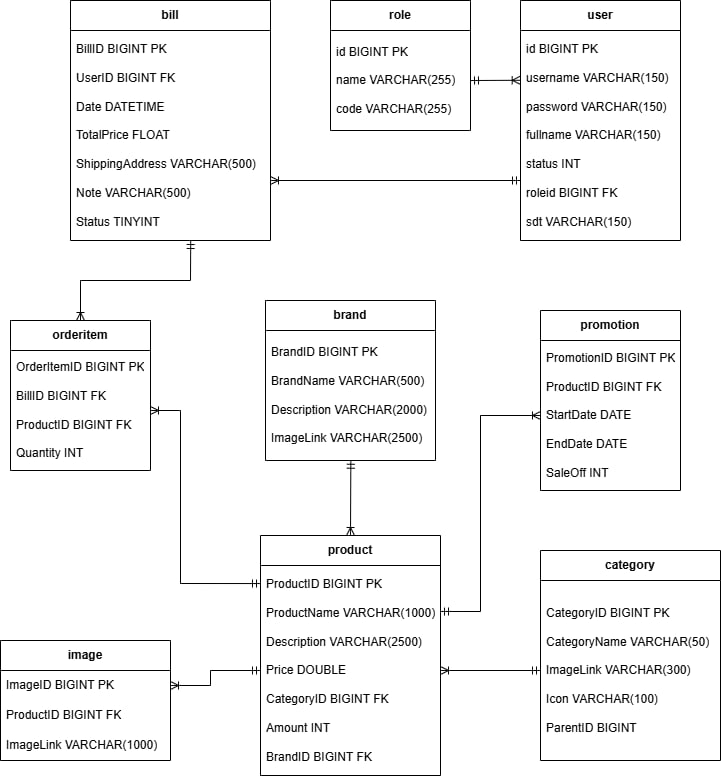 bill
BillID BIGINT PK
UserID BIGINT FK
Date DATETIME
TotalPrice FLOAT
ShippingAddress VARCHAR(500)
Note VARCHAR(500)
Status TINYINT
role
id BIGINT PK
name VARCHAR(255)
code VARCHAR(255)
user
id BIGINT PK
username VARCHAR(150)
password VARCHAR(150)
fullname VARCHAR(150)
status INT
roleid BIGINT FK
sdt VARCHAR(150)
orderitem
OrderItemID BIGINT PK
BillID BIGINT FK
ProductID BIGINT FK
Quantity INT
brand
BrandID BIGINT PK
BrandName VARCHAR(500)
Description VARCHAR(2000)
ImageLink VARCHAR(2500)
promotion
PromotionID BIGINT PK
ProductID BIGINT FK
StartDate DATE
EndDate DATE
SaleOff INT
product
ProductID BIGINT PK
ProductName VARCHAR(1000)
Description VARCHAR(2500)
Price DOUBLE
CategoryID BIGINT FK
Amount INT
BrandID BIGINT FK
category
CategoryID BIGINT PK
CategoryName VARCHAR(50)
ImageLink VARCHAR(300)
Icon VARCHAR(100)
ParentID BIGINT
image
ImageID BIGINT PK
ProductID BIGINT FK
ImageLink VARCHAR(1000)